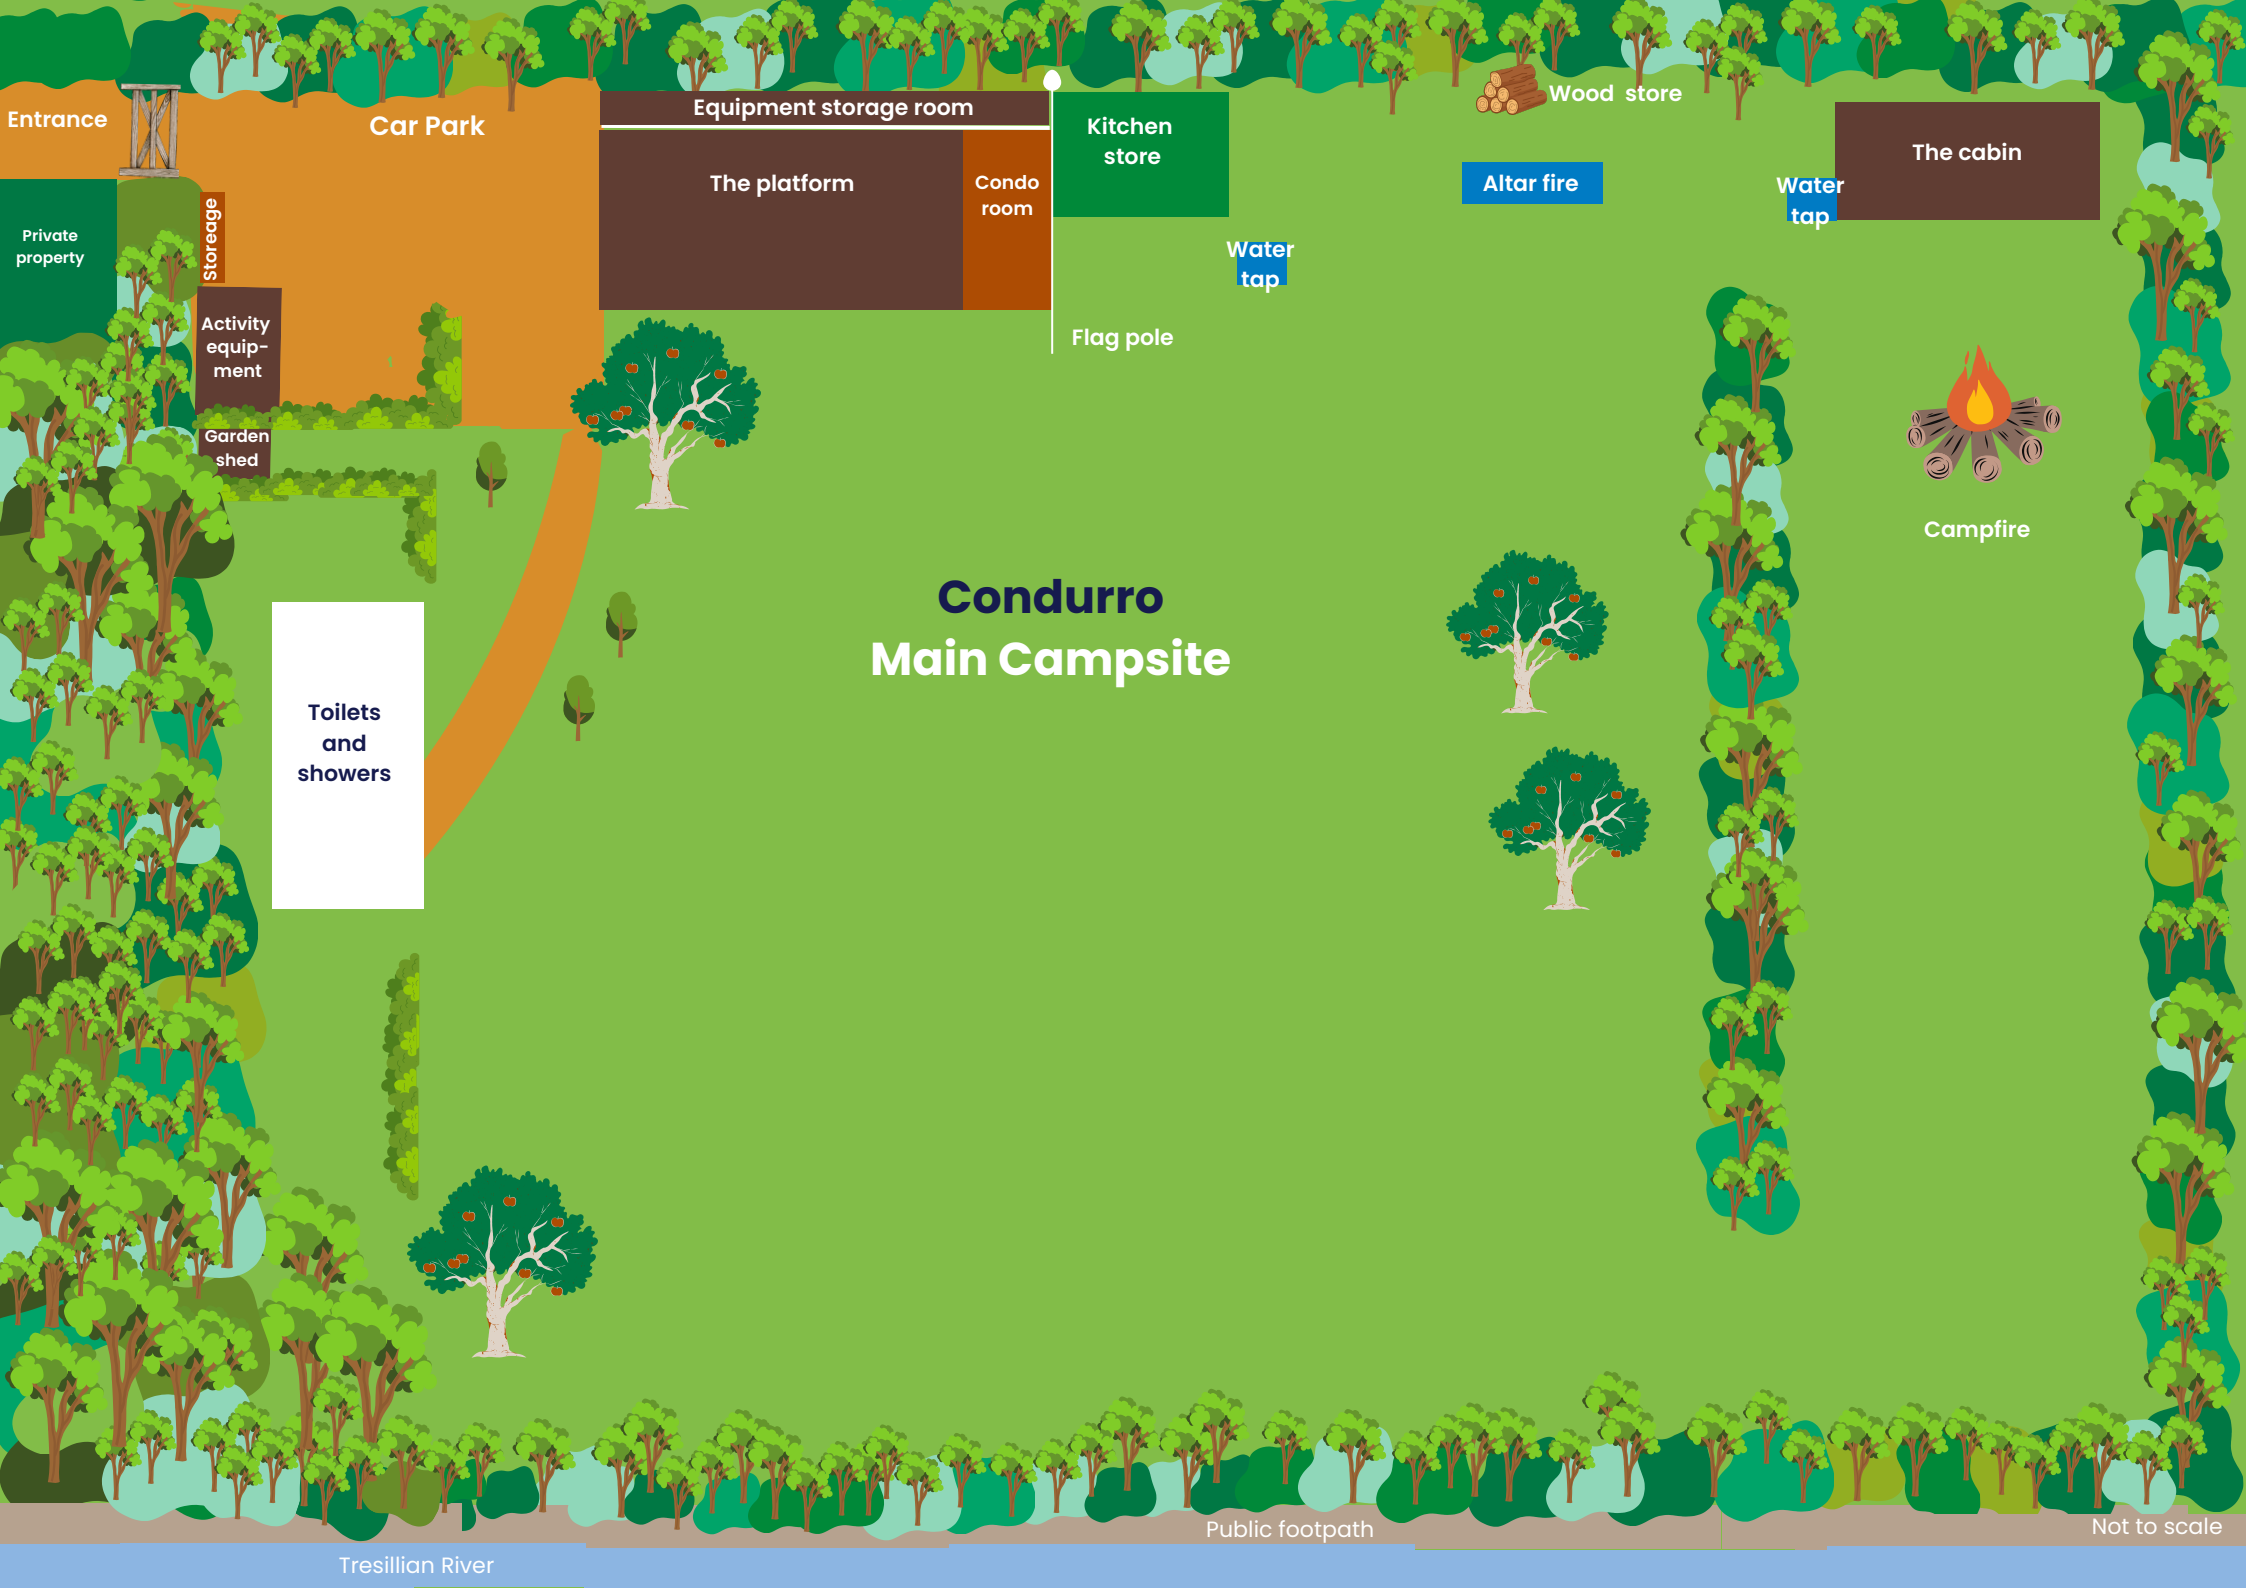 Entrance
Car Park
Equipment storage room
The platform
Condo
room
Kitchen
store
Wood  store
Altar fire
The cabin
Water
tap
Water
tap
Flag pole
Private
property
Storeage
Activity
equip-
ment
Garden
shed
Campfire
Condurro
Main Campsite
Toilets
and
showers
Public footpath
Not to scale
Tresillian River